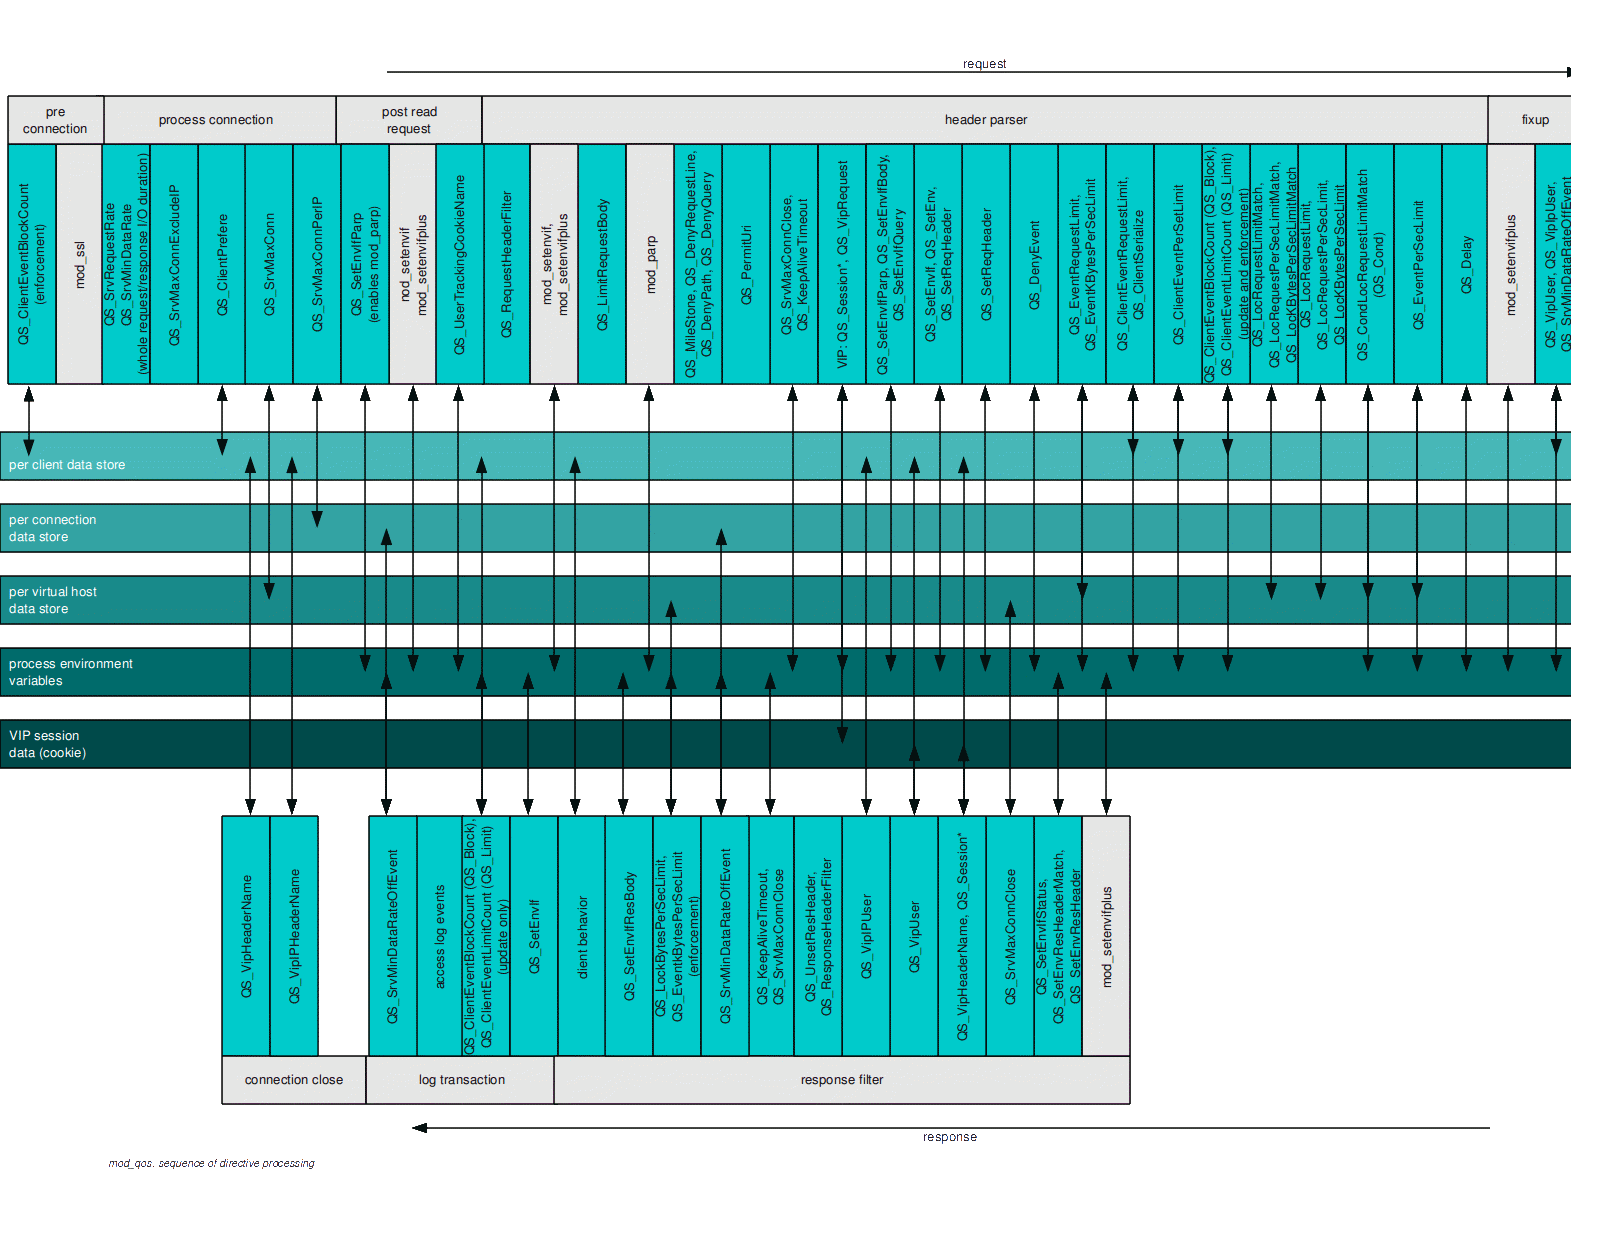 request
pre
connection
process connection
post read
request
header parser
fixup
QS_ClientEventBlockCount
(enforcement)
mod_ssl
QS_SrvRequestRate
QS_SrvMinDataRate
(whole request/response I/O duration)
QS_SrvMaxConnExcludeIP
QS_ClientPrefere
QS_SrvMaxConn
QS_SrvMaxConnPerIP
QS_SetEnvIfParp
(enables mod_parp)
nod_setenvif
mod_setenvifplus
QS_UserTrackingCookieName
QS_RequestHeaderFilter
mod_setenvif,
mod_setenvifplus
QS_LimitRequestBody
mod_parp
QS_MileStone, QS_DenyRequestLine,
QS_DenyPath, QS_DenyQuery
QS_PermitUri
QS_SrvMaxConnClose,
QS_KeepAliveTimeout
VIP: QS_Session*, QS_VipRequest
QS_SetEnvIfParp, QS_SetEnvIfBody,
QS_SetEnvIfQuery
QS_SetEnvIf, QS_SetEnv,
QS_SetReqHeader
QS_SetReqHeader
QS_DenyEvent
QS_EventRequestLimit,
QS_EventKBytesPerSecLimit
QS_ClientEventRequestLimit,
QS_ClientSerialize
QS_ClientEventPerSetLimit
QS_ClientEventBlockCount (QS_Block),
QS_ClientEventLimitCount (QS_Limit)
(update and enforcement)
QS_LocRequestLimitMatch,
QS_LocRequestPerSecLimitMatch,
QS_LocKBytesPerSecLimitMatch
QS_LocRequestLimit,
QS_LocRequestPerSecLimit,
QS_LockBytesPerSecLimit
QS_CondLocRequestLimitMatch
(QS_Cond)
QS_EventPerSecLimit
QS_Delay
mod_setenvifplus
QS_VipUser, QS_VipIpUser,
QS_SrvMinDataRateOffEvent
per client data store
per connection
data store
per virtual host
data store
process environment
variables
VIP session
data (cookie)
QS_VipHeaderName
QS_VipIPHeaderName
QS_SrvMinDataRateOffEvent
access log events
QS_ClientEventBlockCount (QS_Block),
QS_ClientEventLimitCount (QS_Limit)
(update only)
QS_SetEnvIf
client behavior
QS_SetEnvIfResBody
QS_LockBytesPerSecLimit,
QS_EventkBytesPerSecLimit
(enforcement)
QS_SrvMinDataRateOffEvent
QS_KeepAliveTimeout,
QS_SrvMaxConnClose
QS_UnsetResHeader,
QS_ResponseHeaderFilter
QS_VipIPUser
QS_VipUser
QS_VipHeaderName, QS_Session*
QS_SrvMaxConnClose
QS_SetEnvIfStatus,
QS_SetEnvResHeaderMatch,
QS_SetEnvResHeader
mod_setenvifplus
connection close
log transaction
response filter
response
mod_qos. sequence of directive processing